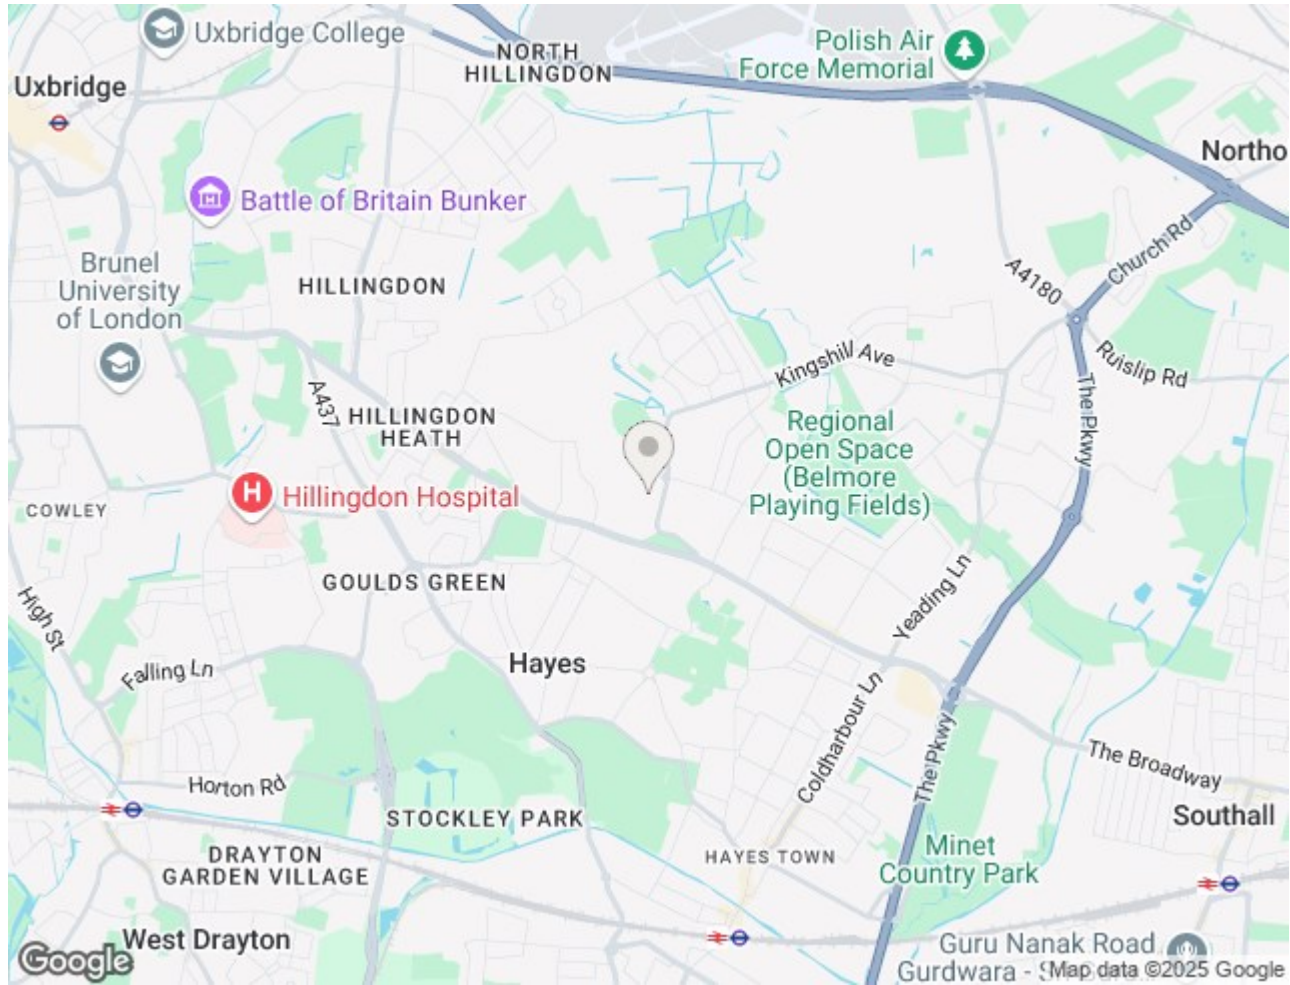 Uxbridge College
NORTH
HILLINGDON
Polish Air
Force Memorial
Uxbridge
Northo
Battle of Britain Bunker
Church Rd
Brunel
University
of London
HILLINGDON
A4180
Kingshill Ave
Ruislip Rd
The Pkwy
A437
HILLINGDON
HEATH
Regional
Open Space
(Belmore
Playing Fields)
H
Hillingdon Hospital
COWLEY
GOULDS GREEN
Yeading Ln
High St
Falling Ln
Hayes
Coldharbour Ln
The Pkwy
The Broadway
Horton Rd
STOCKLEY PARK
Southall
DRAYTON
GARDEN VILLAGE
HAYES TOWN
Minet
Country Park
West Drayton
Guru Nanak Road
Gurdwara -
Google
Map data ©2025 Google